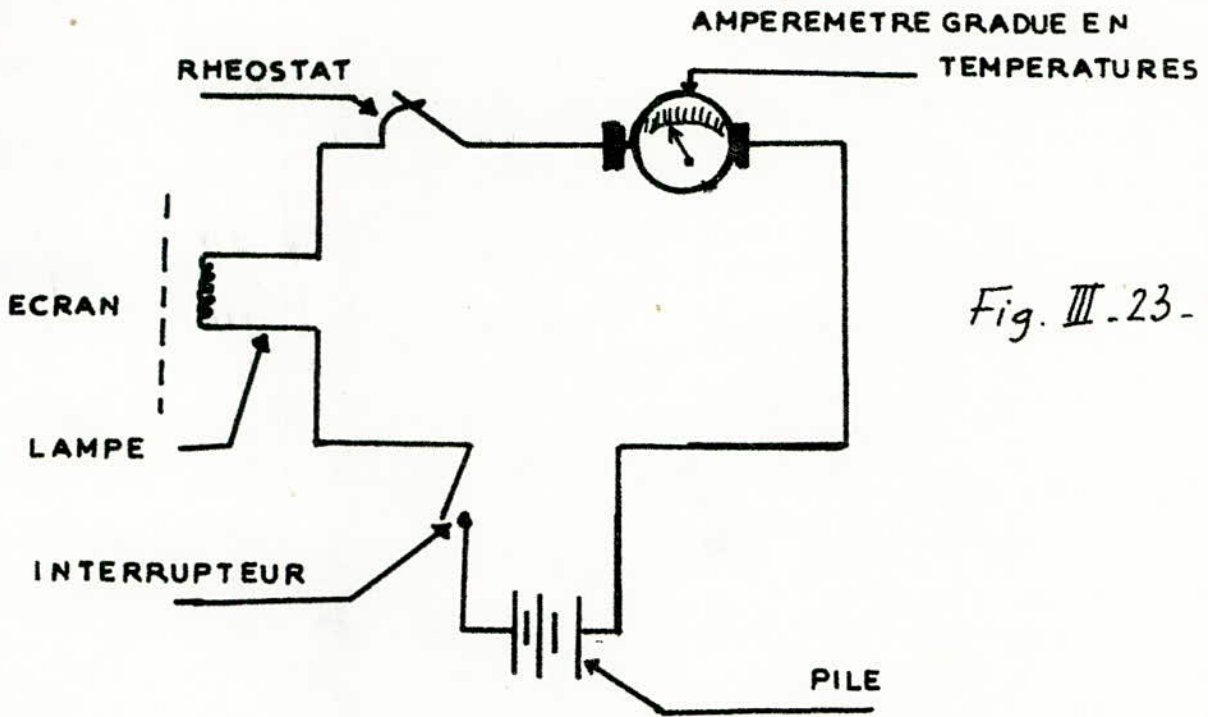 AMPEREMETRE GRADUE EN
TEMPERATURES
RHEOSTAT
ECRAN
Fig. III-23-
LAMPE
INTERRUPTEUR
PILE